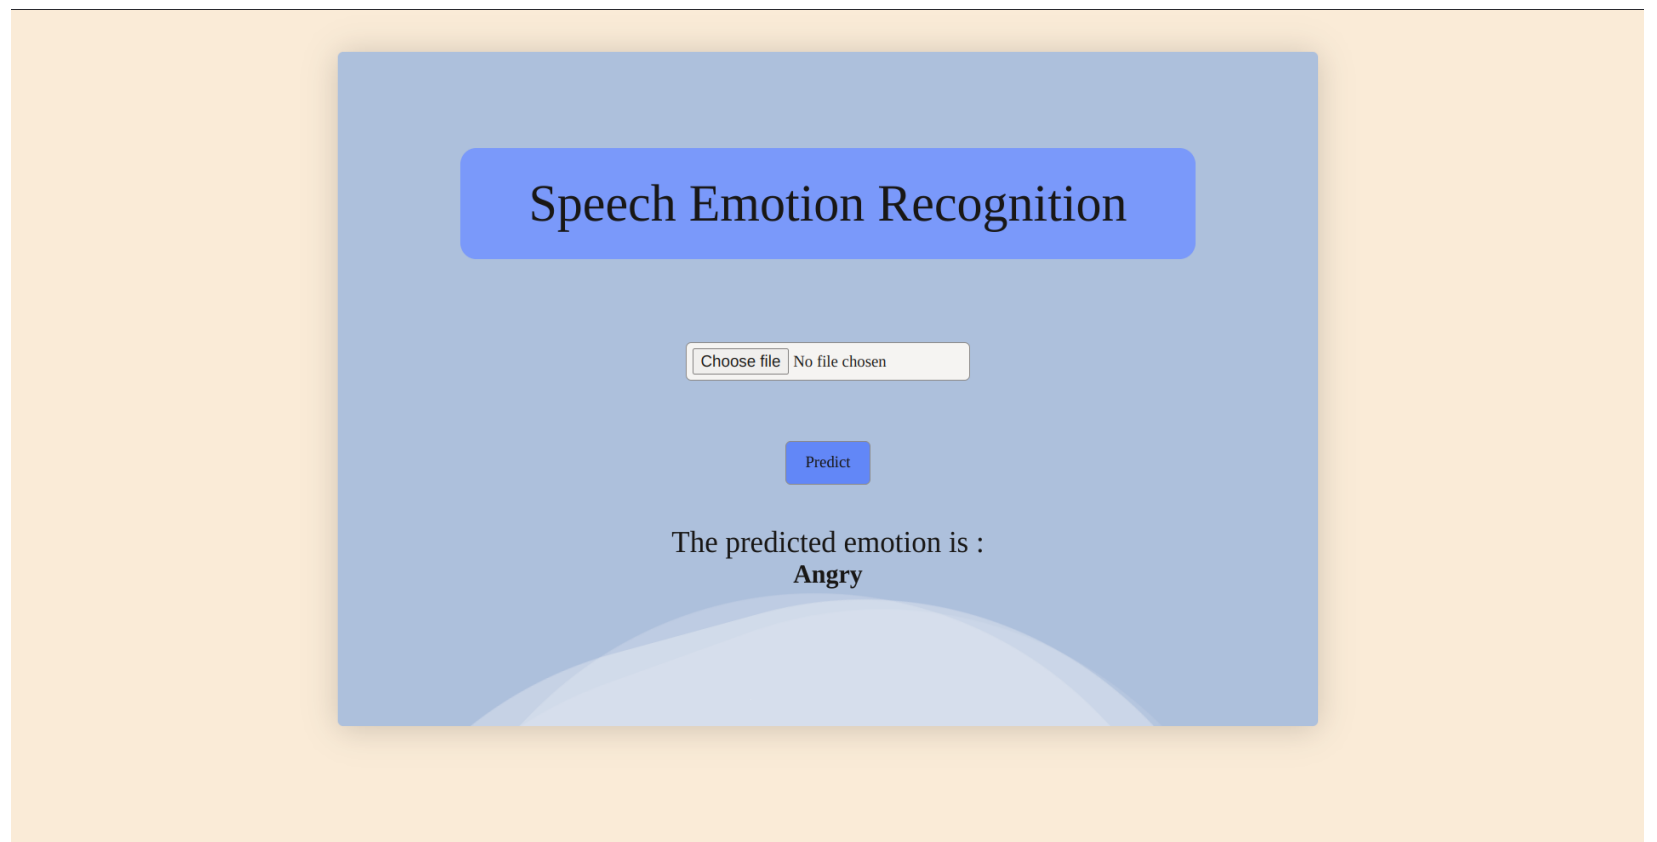 Speech Emotion Recognition
Choose file No file chosen
Predict
The predicted emotion is :
Angry